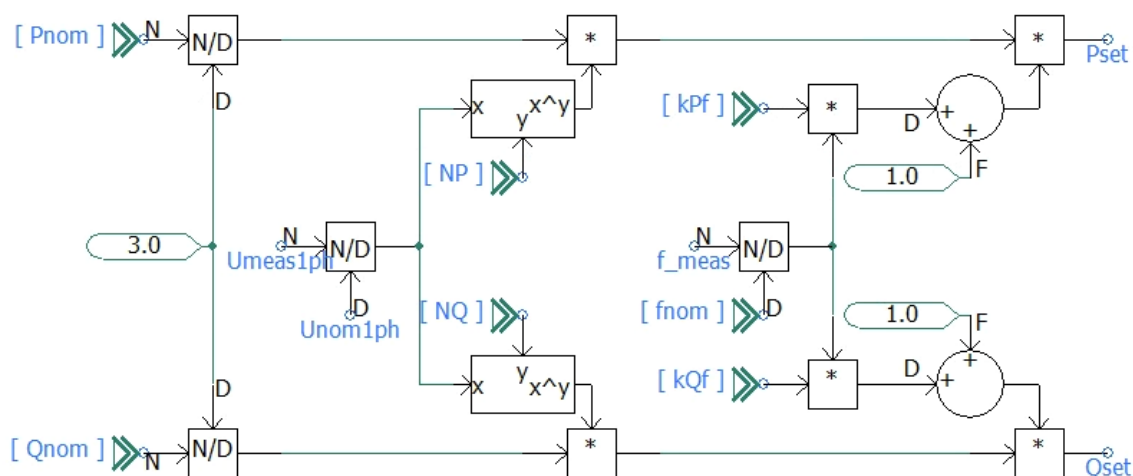 [ Pnom ] N N/D * * Pset
D
x x^y y
[ kPf ] * D + +
[ NP ]
1.0 F
3.0
Umeas1ph N N/D
f_meas N N/D
D
Unom1ph
[ NQ ]
[ fnom ] D
1.0 F
y
x x^y
[ kQf ] * D + +
D
[ Qnom ] N N/D * * Qset